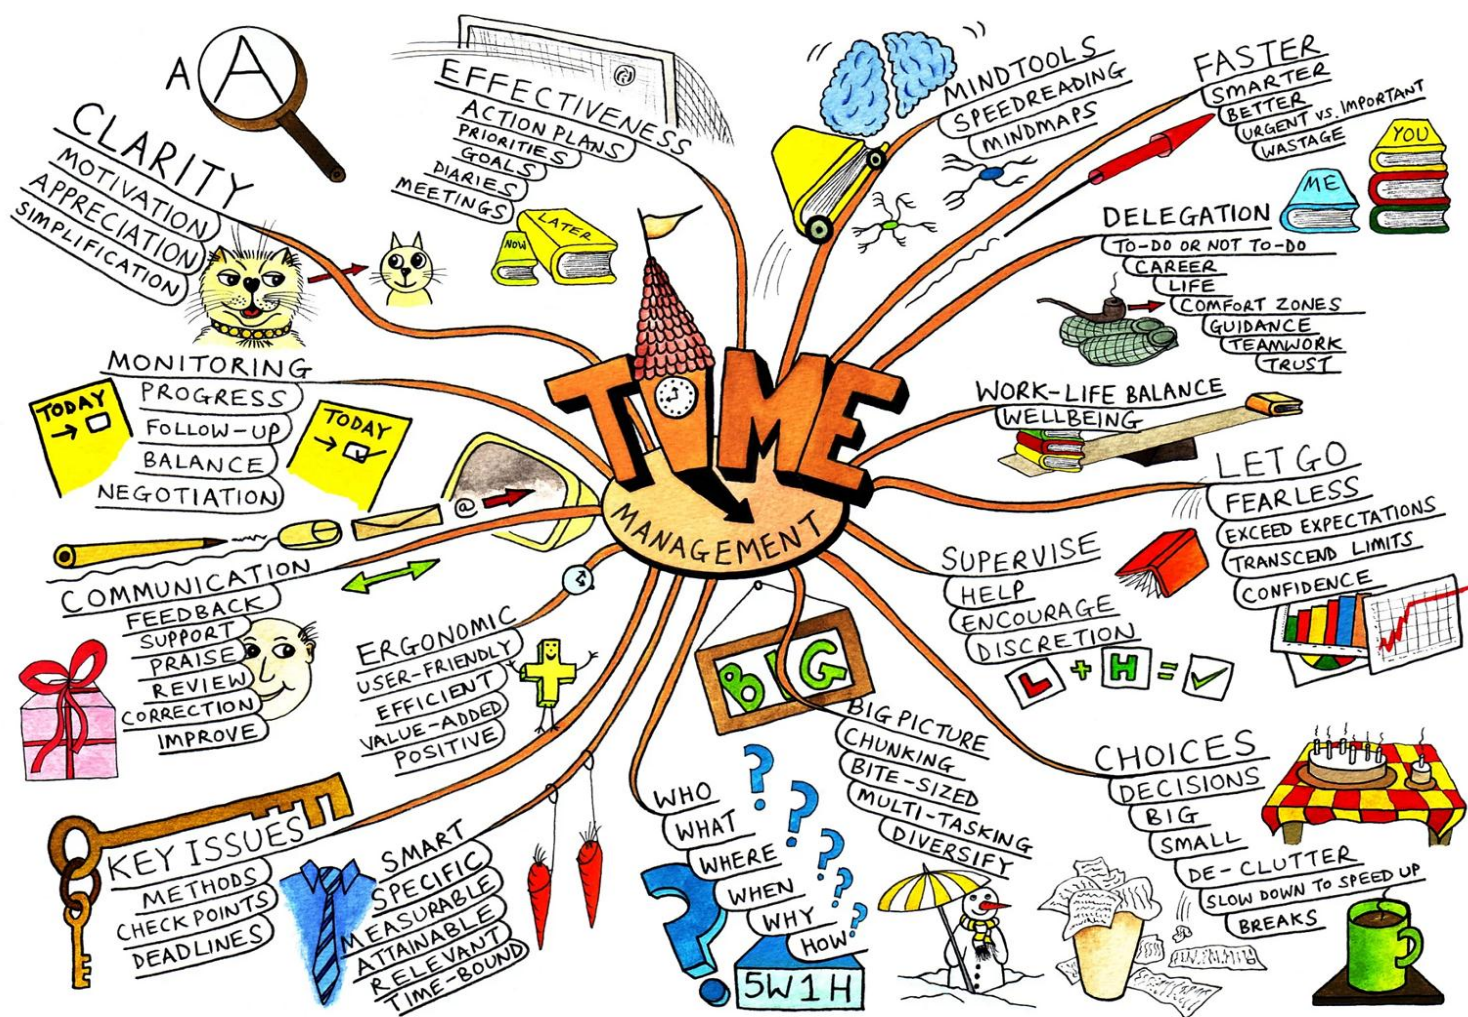 TIME
MANAGEMENT
A A
CLARITY
MOTIVATION
APPRECIATION
SIMPLIFICATION
EFFECTIVENESS
ACTION PLANS
PRIORITIES
GOALS
DIARIES
MEETINGS
NOW
LATER
MINDTOOLS
SPEEDREADING
MINDMAPS
FASTER
SMARTER
BETTER
URGENT VS. IMPORTANT
WASTAGE
YOU
ME
DELEGATION
TO-DO OR NOT TO-DO
CAREER
LIFE
COMFORT ZONES
GUIDANCE
TEAMWORK
TRUST
WORK-LIFE BALANCE
WELLBEING
LET GO
FEARLESS
EXCEED EXPECTATIONS
TRANSCEND LIMITS
CONFIDENCE
SUPERVISE
HELP
ENCOURAGE
DISCRETION
L + H =
CHOICES
DECISIONS
BIG
SMALL
DE-CLUTTER
SLOW DOWN TO SPEED UP
BREAKS
BIG
BIG PICTURE
CHUNKING
BITE-SIZED
MULTI-TASKING
DIVERSIFY
WHO
WHAT
WHERE
WHEN
WHY
HOW
? ? ? ? ? ?
5W1H
SMART
SPECIFIC
MEASURABLE
ATTAINABLE
RELEVANT
TIME-BOUND
KEY ISSUES
METHODS
CHECK POINTS
DEADLINES
ERGONOMIC
USER-FRIENDLY
EFFICIENT
VALUE-ADDED
POSITIVE
COMMUNICATION
FEEDBACK
SUPPORT
PRAISE
REVIEW
CORRECTION
IMPROVE
@
MONITORING
PROGRESS
FOLLOW-UP
BALANCE
NEGOTIATION
TODAY
→
TODAY
→